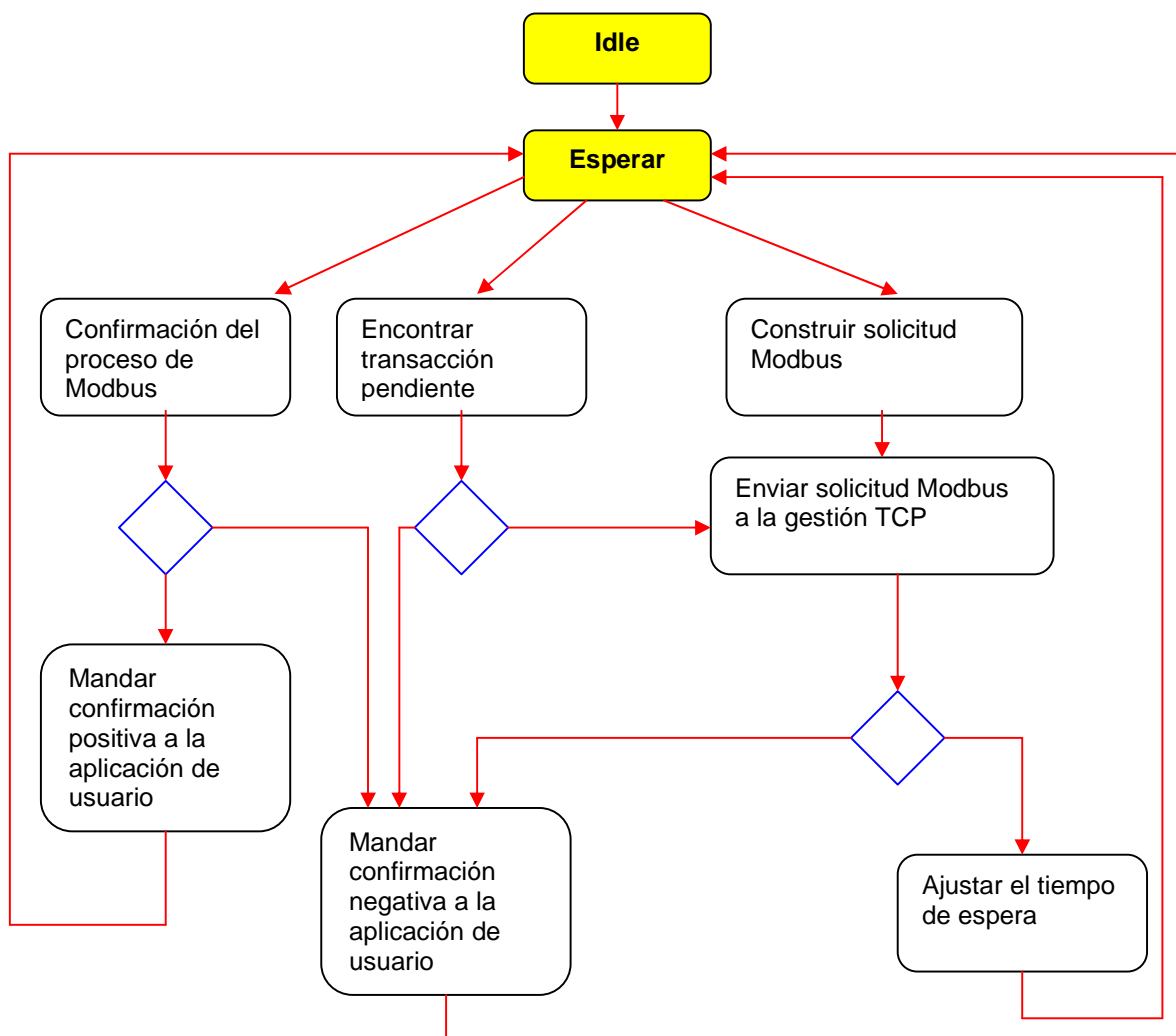 Idle
Esperar
Confirmación del
proceso de
Modbus
Encontrar
transacción
pendiente
Construir solicitud
Modbus
Enviar solicitud Modbus
a la gestión TCP
Mandar
confirmación
positiva a la
aplicación de
usuario
Mandar
confirmación
negativa a la
aplicación de
usuario
Ajustar el tiempo
de espera